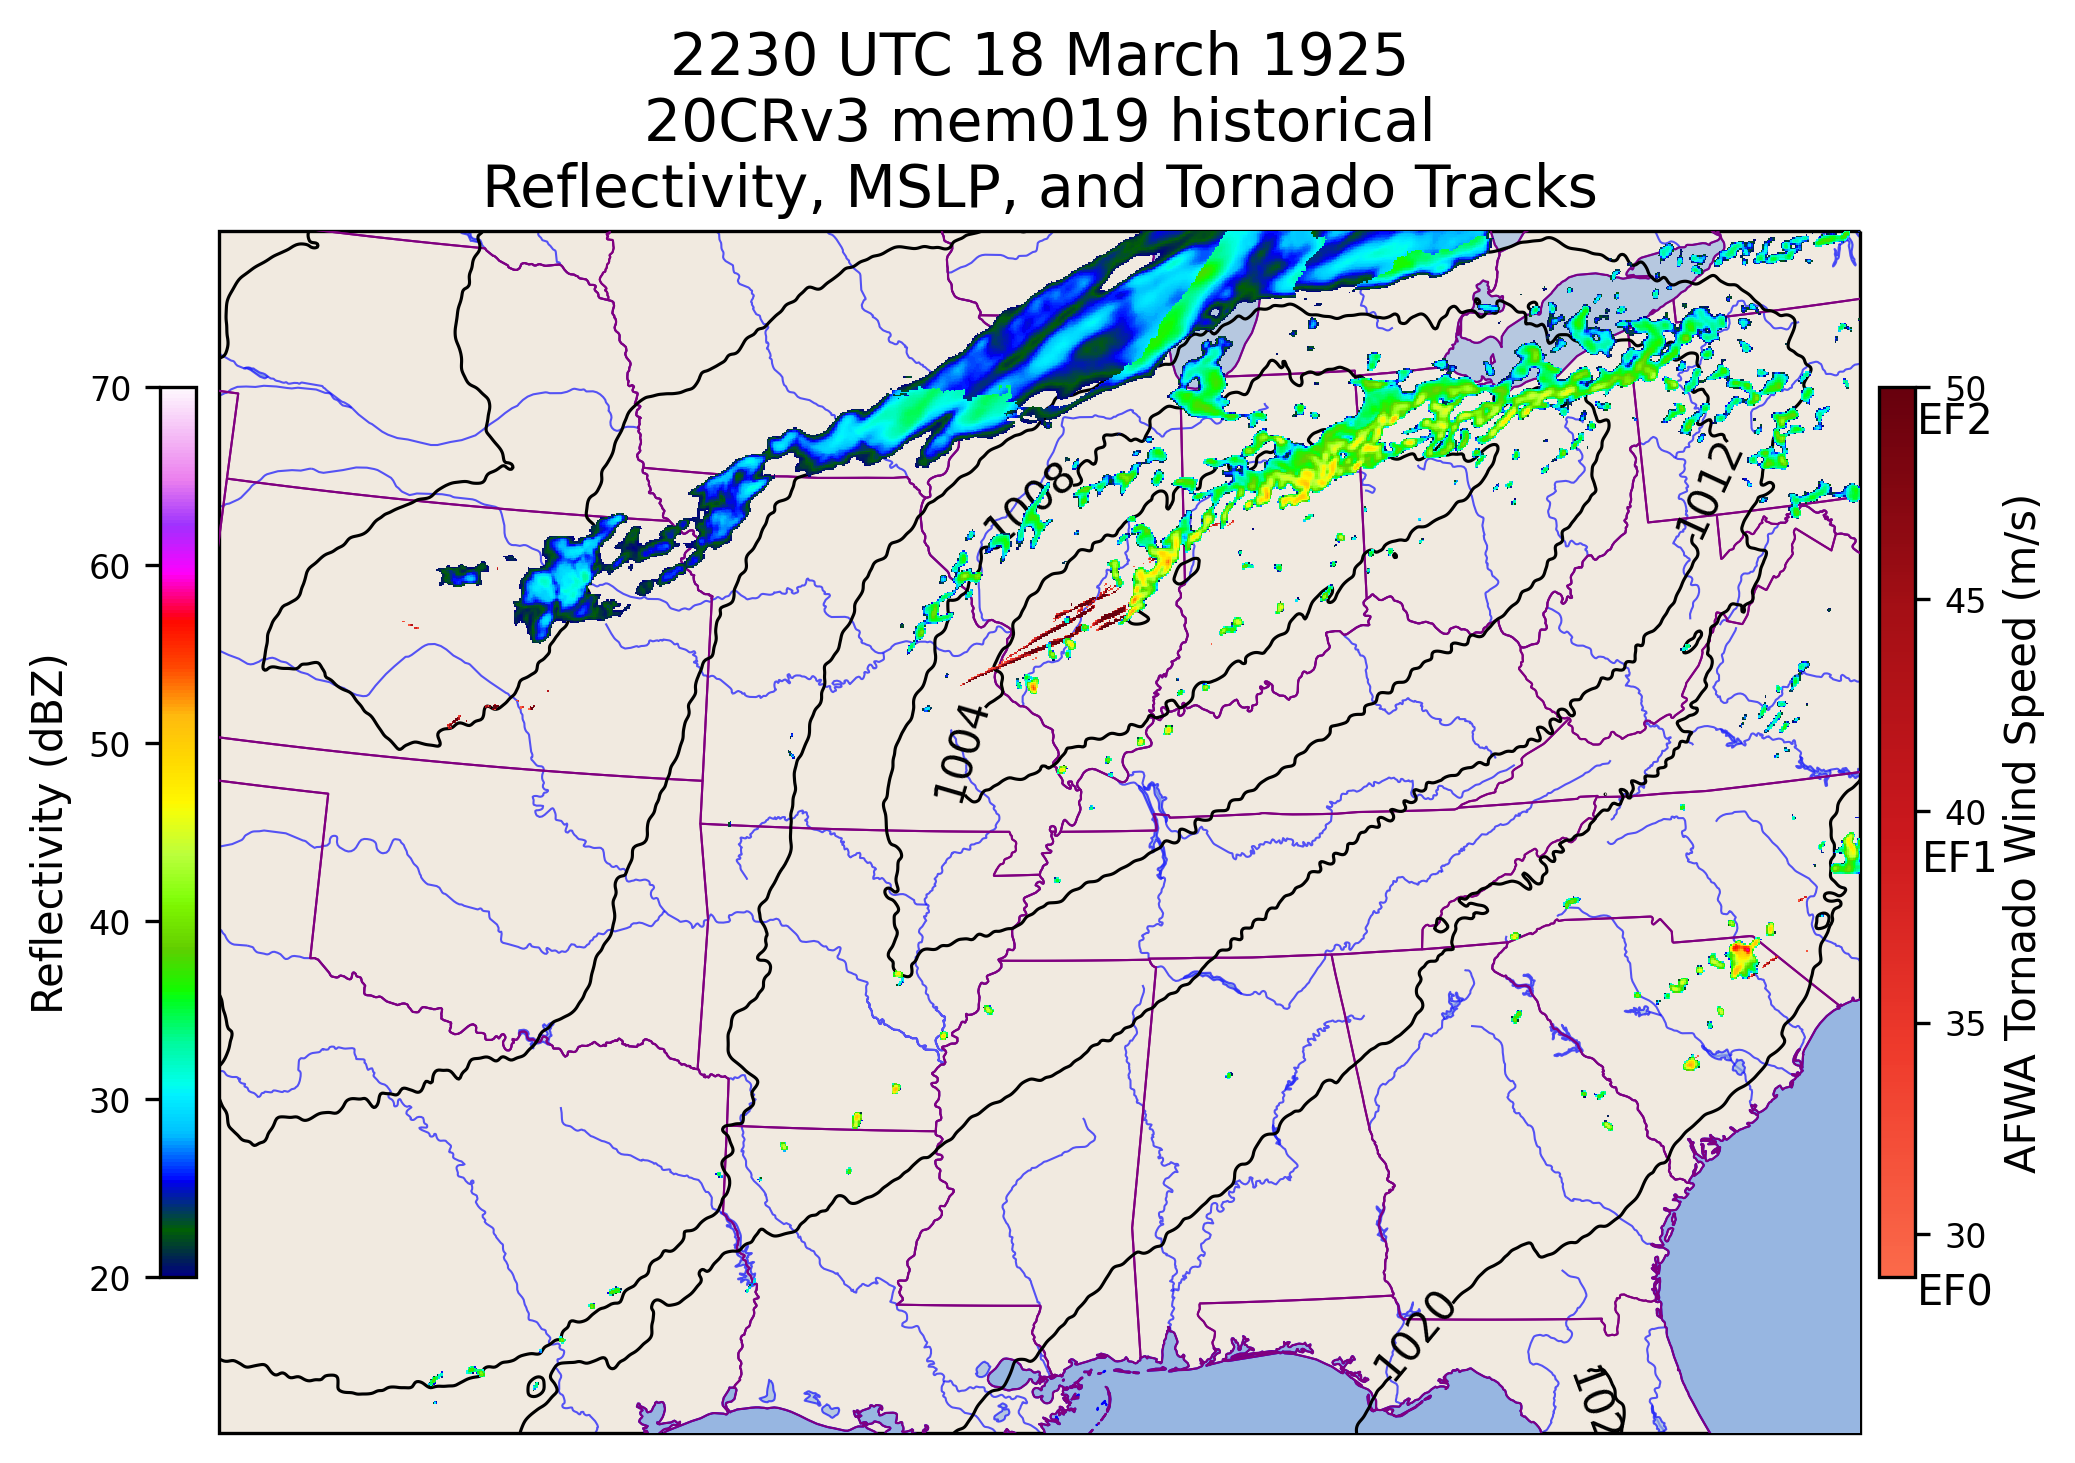 2230 UTC 18 March 1925
20CRv3 mem019 historical
Reflectivity, MSLP, and Tornado Tracks
70
60
50
40
30
20
Reflectivity (dBZ)
1008
1012
1004
1020
102
50
EF2
45
40
EF1
35
30
EF0
AFWA Tornado Wind Speed (m/s)